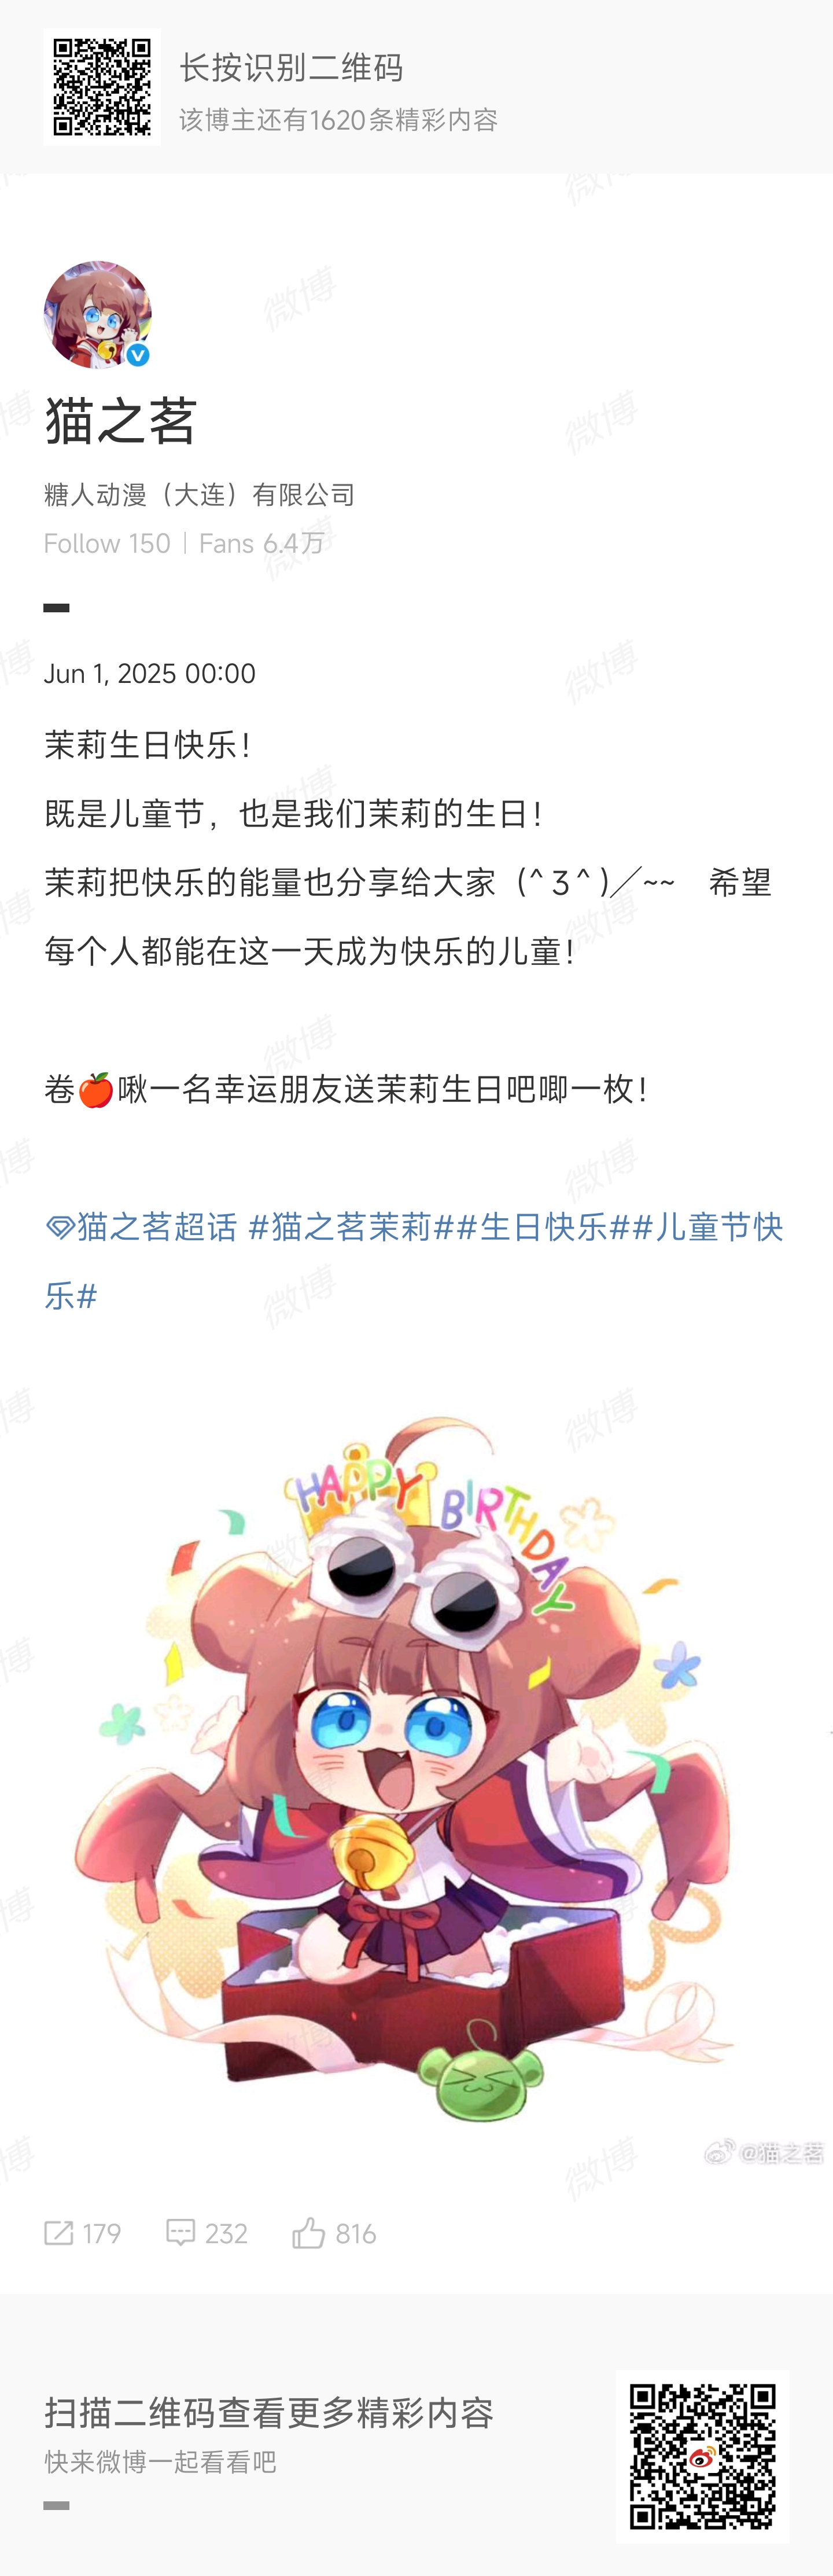 长按识别二维码
该博主还有1620条精彩内容
猫之茗
糖人动漫（大连）有限公司
Follow 150 | Fans 6.4万
Jun 1, 2025 00:00
茉莉生日快乐！
既是儿童节，也是我们茉莉的生日！
茉莉把快乐的能量也分享给大家（^ 3 ^ )╱~~　希望
每个人都能在这一天成为快乐的儿童！
卷🍎啾一名幸运朋友送茉莉生日吧唧一枚！
猫之茗超话 #猫之茗茉莉##生日快乐##儿童节快
乐#
HAPPY BIRTHDAY
@猫之茗
179 232 816
扫描二维码查看更多精彩内容
快来微博一起看看吧
微博